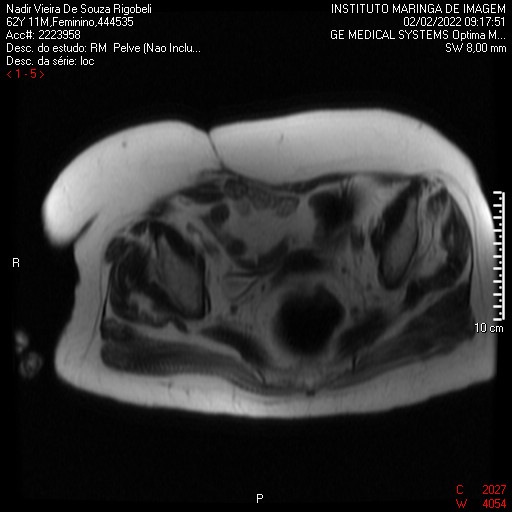 Nadir Vieira De Souza Rigobeli
62Y 11M,Feminino,444535
Acc#: 2223958
Desc. do estudo: RM  Pelve (Nao Inclu...
Desc. da série: loc
< 1 - 5 >
INSTITUTO MARINGA DE IMAGEM
02/02/2022 09:17:51
GE MEDICAL SYSTEMS Optima M...
SW 8,00 mm
R
10 cm
P
C 2027
W 4054